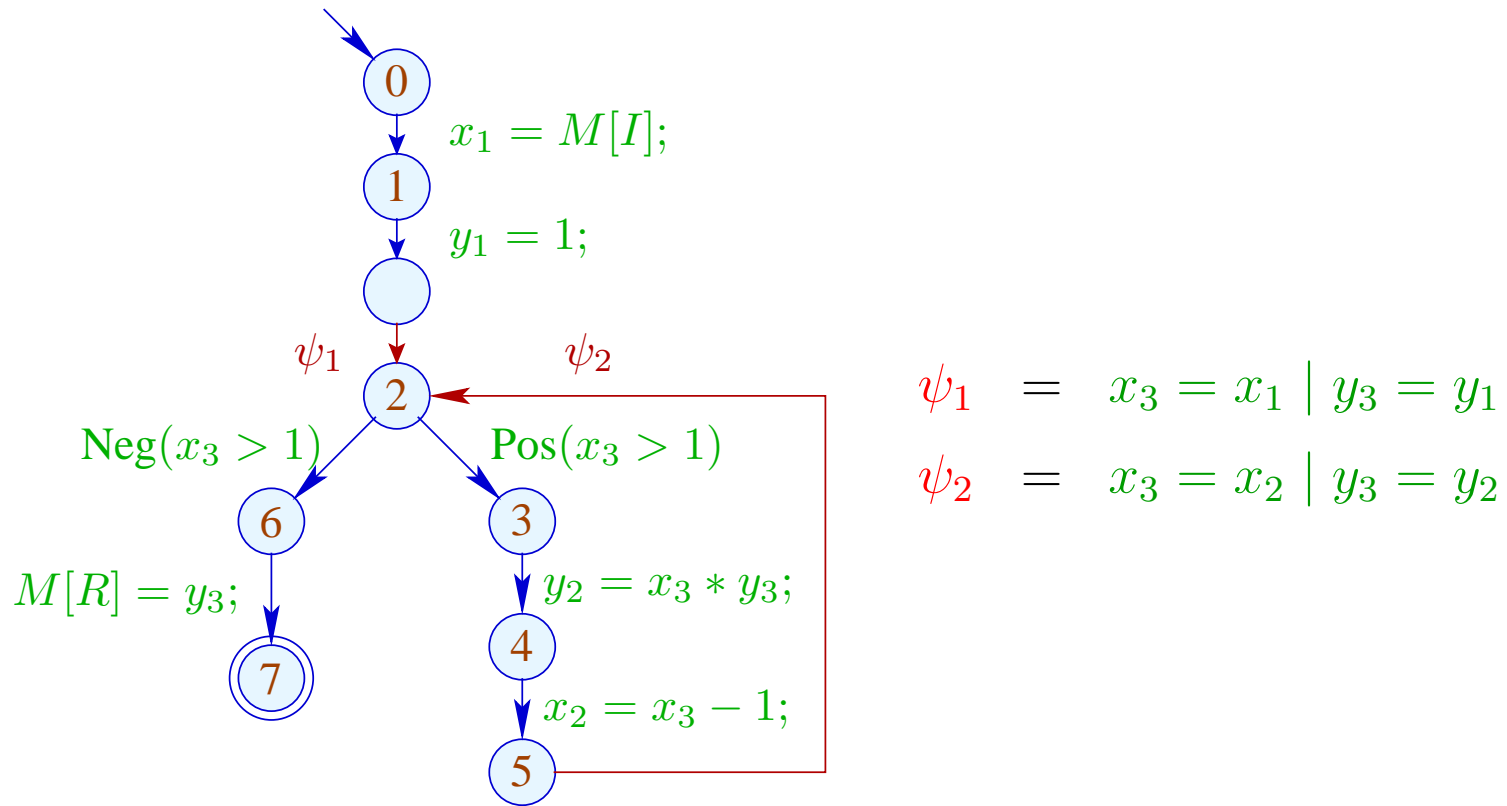 0
x₁ = M[I];
1
y₁ = 1;
ψ₁
ψ₂
2
ψ₁ = x₃ = x₁ | y₃ = y₁
Neg(x₃ > 1)
Pos(x₃ > 1)
ψ₂ = x₃ = x₂ | y₃ = y₂
6
3
M[R] = y₃;
y₂ = x₃ ∗ y₃;
4
7
x₂ = x₃ − 1;
5